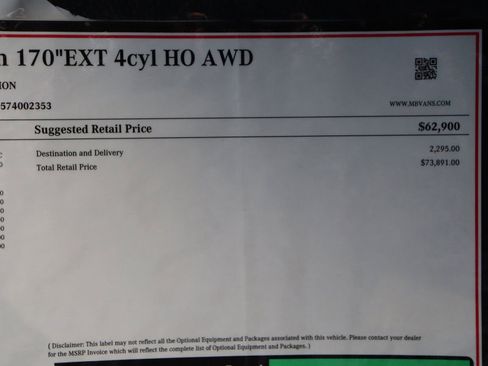 170"EXT 4cyl HO AWD
574002353
WWW.MBVANS.COM
Suggested Retail Price $62,900
Destination and Delivery 2,295.00
Total Retail Price $73,891.00
( Disclaimer: This label may not reflect all the Optional Equipment and Packages associated with this vehicle. Please contact your dealer
for the MSRP Invoice which will reflect the complete list of Optional Equipment and Packages. )